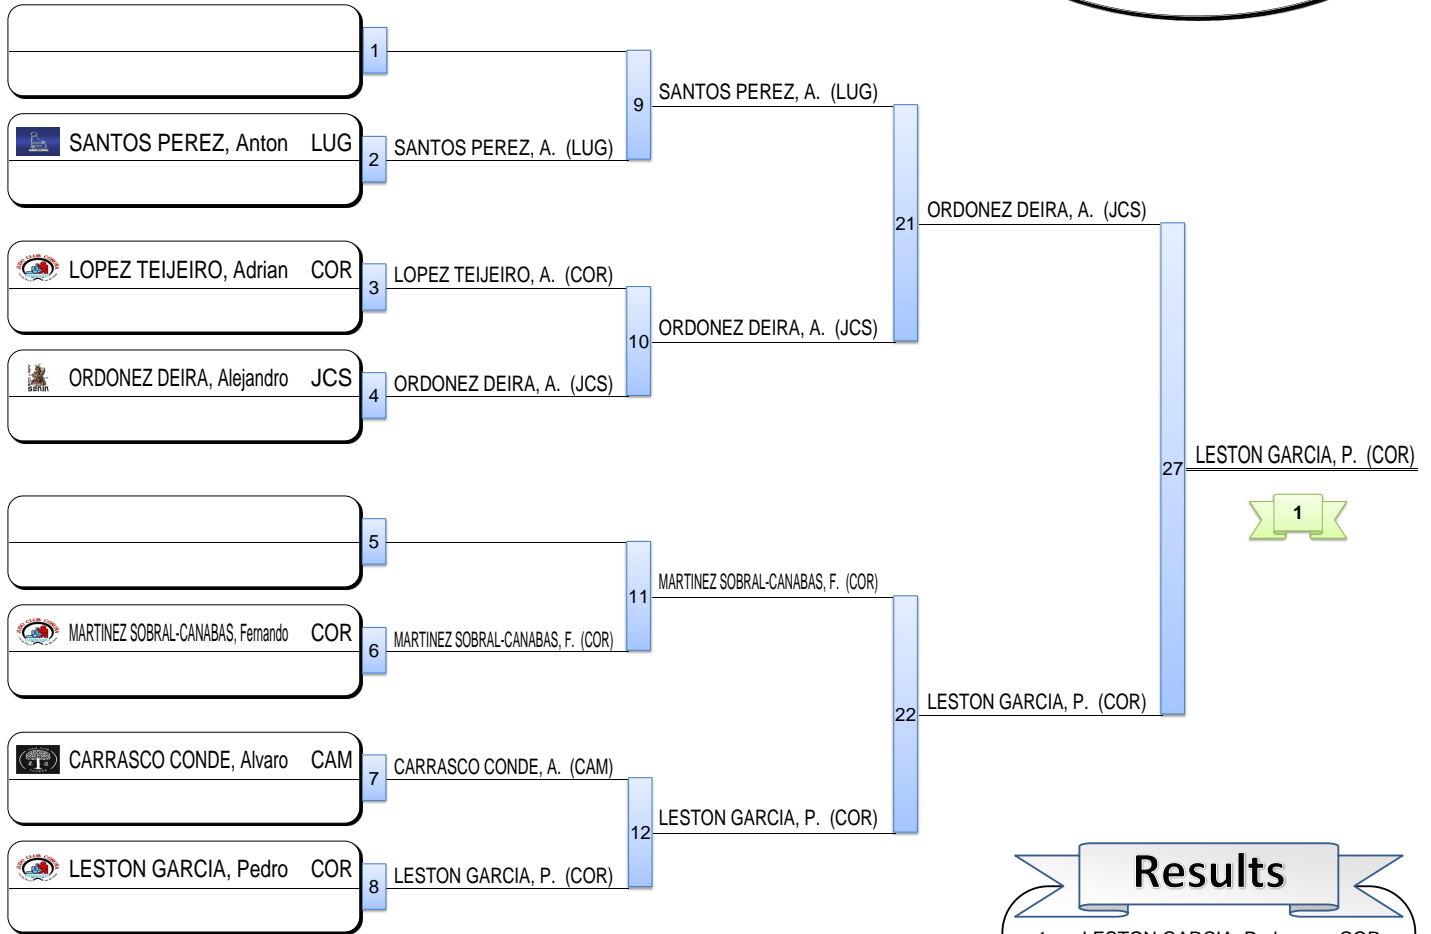 1
SANTOS PEREZ, Anton LUG
2
SANTOS PEREZ, A. (LUG)
9
SANTOS PEREZ, A. (LUG)
LOPEZ TEIJEIRO, Adrian COR
3
LOPEZ TEIJEIRO, A. (COR)
ORDONEZ DEIRA, Alejandro JCS
4
ORDONEZ DEIRA, A. (JCS)
10
ORDONEZ DEIRA, A. (JCS)
21
ORDONEZ DEIRA, A. (JCS)
5
MARTINEZ SOBRAL-CANABAS, Fernando COR
6
MARTINEZ SOBRAL-CANABAS, F. (COR)
11
MARTINEZ SOBRAL-CANABAS, F. (COR)
CARRASCO CONDE, Alvaro CAM
7
CARRASCO CONDE, A. (CAM)
LESTON GARCIA, Pedro COR
8
LESTON GARCIA, P. (COR)
12
LESTON GARCIA, P. (COR)
22
LESTON GARCIA, P. (COR)
27
LESTON GARCIA, P. (COR)
1
Results